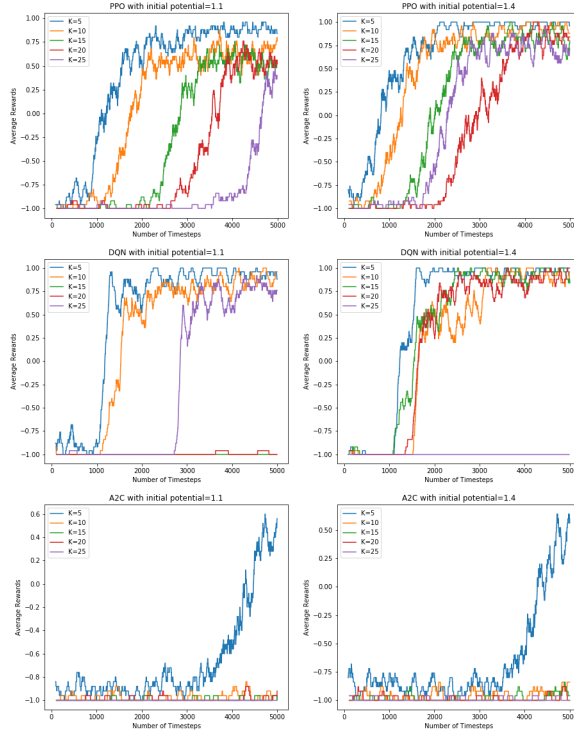 PPO with initial potential=1.1
K=5
K=10
K=15
K=20
K=25
1.00
0.75
0.50
0.25
0.00
−0.25
−0.50
−0.75
−1.00
Average Rewards
0 1000 2000 3000 4000 5000
Number of Timesteps
PPO with initial potential=1.4
K=5
K=10
K=15
K=20
K=25
1.00
0.75
0.50
0.25
0.00
−0.25
−0.50
−0.75
−1.00
Average Rewards
0 1000 2000 3000 4000 5000
Number of Timesteps
DQN with initial potential=1.1
K=5
K=10
K=15
K=20
K=25
1.00
0.75
0.50
0.25
0.00
−0.25
−0.50
−0.75
−1.00
Average Rewards
0 1000 2000 3000 4000 5000
Number of Timesteps
DQN with initial potential=1.4
K=5
K=10
K=15
K=20
K=25
1.00
0.75
0.50
0.25
0.00
−0.25
−0.50
−0.75
−1.00
Average Rewards
0 1000 2000 3000 4000 5000
Number of Timesteps
A2C with initial potential=1.1
K=5
K=10
K=15
K=20
K=25
0.6
0.4
0.2
0.0
−0.2
−0.4
−0.6
−0.8
−1.0
Average Rewards
0 1000 2000 3000 4000 5000
Number of Timesteps
A2C with initial potential=1.4
K=5
K=10
K=15
K=20
K=25
0.50
0.25
0.00
−0.25
−0.50
−0.75
−1.00
Average Rewards
0 1000 2000 3000 4000 5000
Number of Timesteps